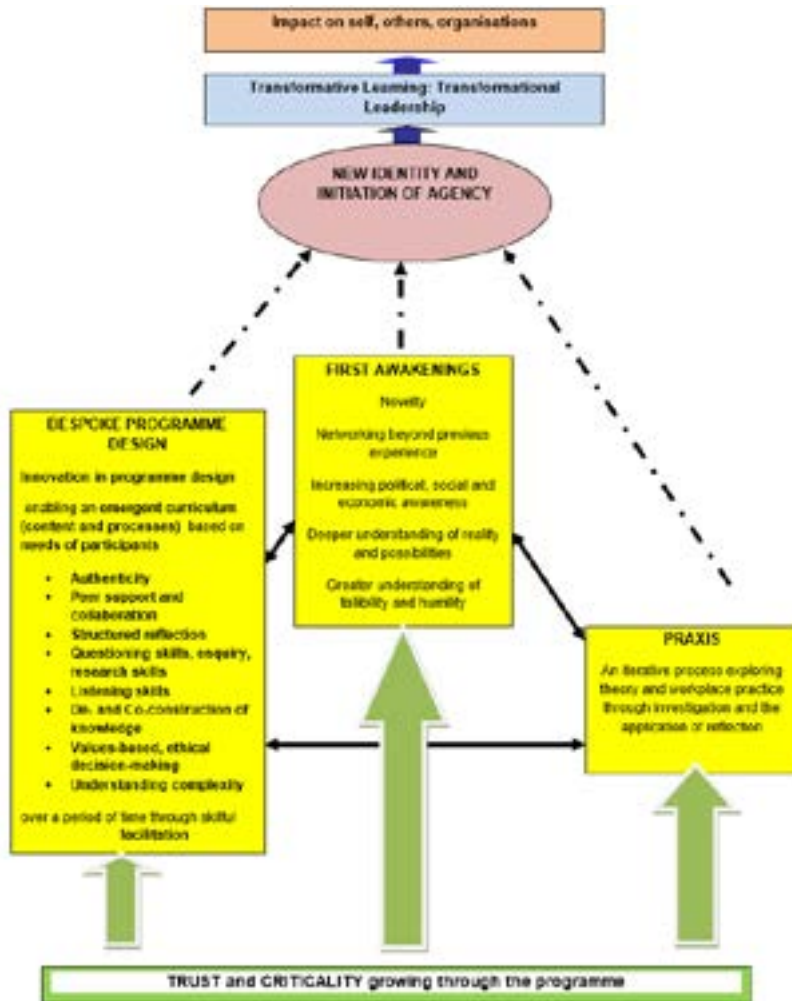 Impact on self, others, organisations
Transformative Learning: Transformational
Leadership
NEW IDENTITY AND
INITIATION OF AGENCY
FIRST AWAKENINGS
Novelty
Networking beyond previous
experience
Increasing political, social and
economic awareness
Deeper understanding of reality
and possibilities
Greater understanding of
fallibility and humility
BESPOKE PROGRAMME
DESIGN
Innovation in programme design
enabling an emergent curriculum
(content and processes) based on
needs of participants
• Authenticity
• Peer support and
collaboration
• Structured reflection
• Questioning skills, enquiry,
research skills
• Listening skills
• De- and Co-construction of
knowledge
• Values-based, ethical
decision-making
• Understanding complexity
over a period of time through skilful
facilitation
PRAXIS
An iterative process exploring
theory and workplace practice
through investigation and the
application of reflection
TRUST and CRITICALITY growing through the programme